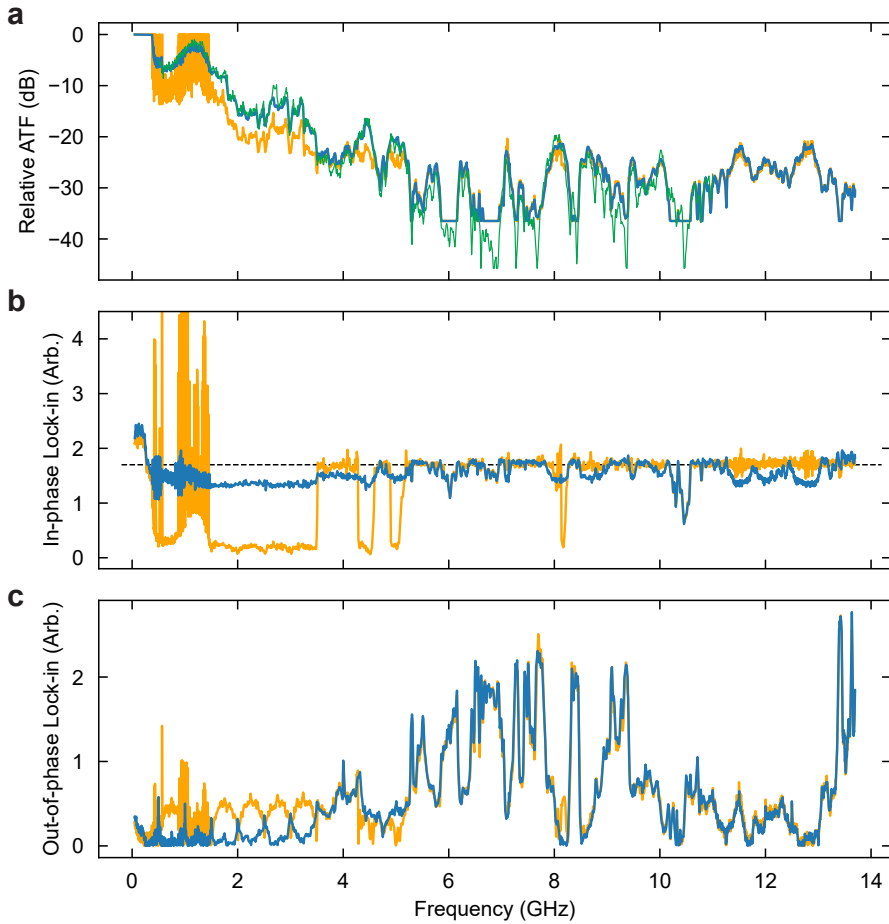 a
0
−10
−20
−30
−40
Relative ATF (dB)
b
4
3
2
1
0
In-phase Lock-in (Arb.)
c
2
1
0
Out-of-phase Lock-in (Arb.)
0 2 4 6 8 10 12 14
Frequency (GHz)